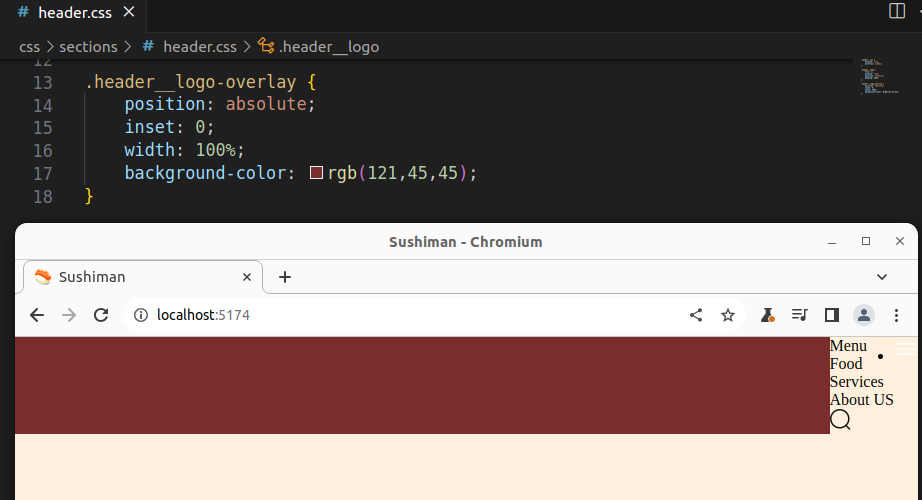 # header.css ×
css > sections > # header.css > .header__logo
12
13 .header__logo-overlay {
14 position: absolute;
15 inset: 0;
16 width: 100%;
17 background-color: rgb(121,45,45);
18 }
Sushiman - Chromium
Sushiman
localhost:5174
Menu
Food
Services
About US